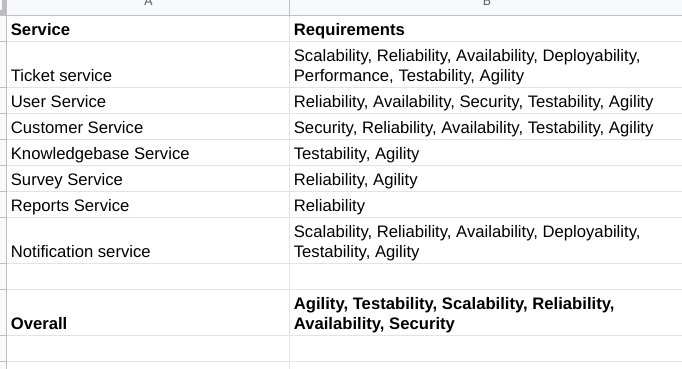 A B
Service Requirements
Scalability, Reliability, Availability, Deployability,
Ticket service Performance, Testability, Agility
User Service Reliability, Availability, Security, Testability, Agility
Customer Service Security, Reliability, Availability, Testability, Agility
Knowledgebase Service Testability, Agility
Survey Service Reliability, Agility
Reports Service Reliability
Scalability, Reliability, Availability, Deployability,
Notification service Testability, Agility
Agility, Testability, Scalability, Reliability,
Overall Availability, Security